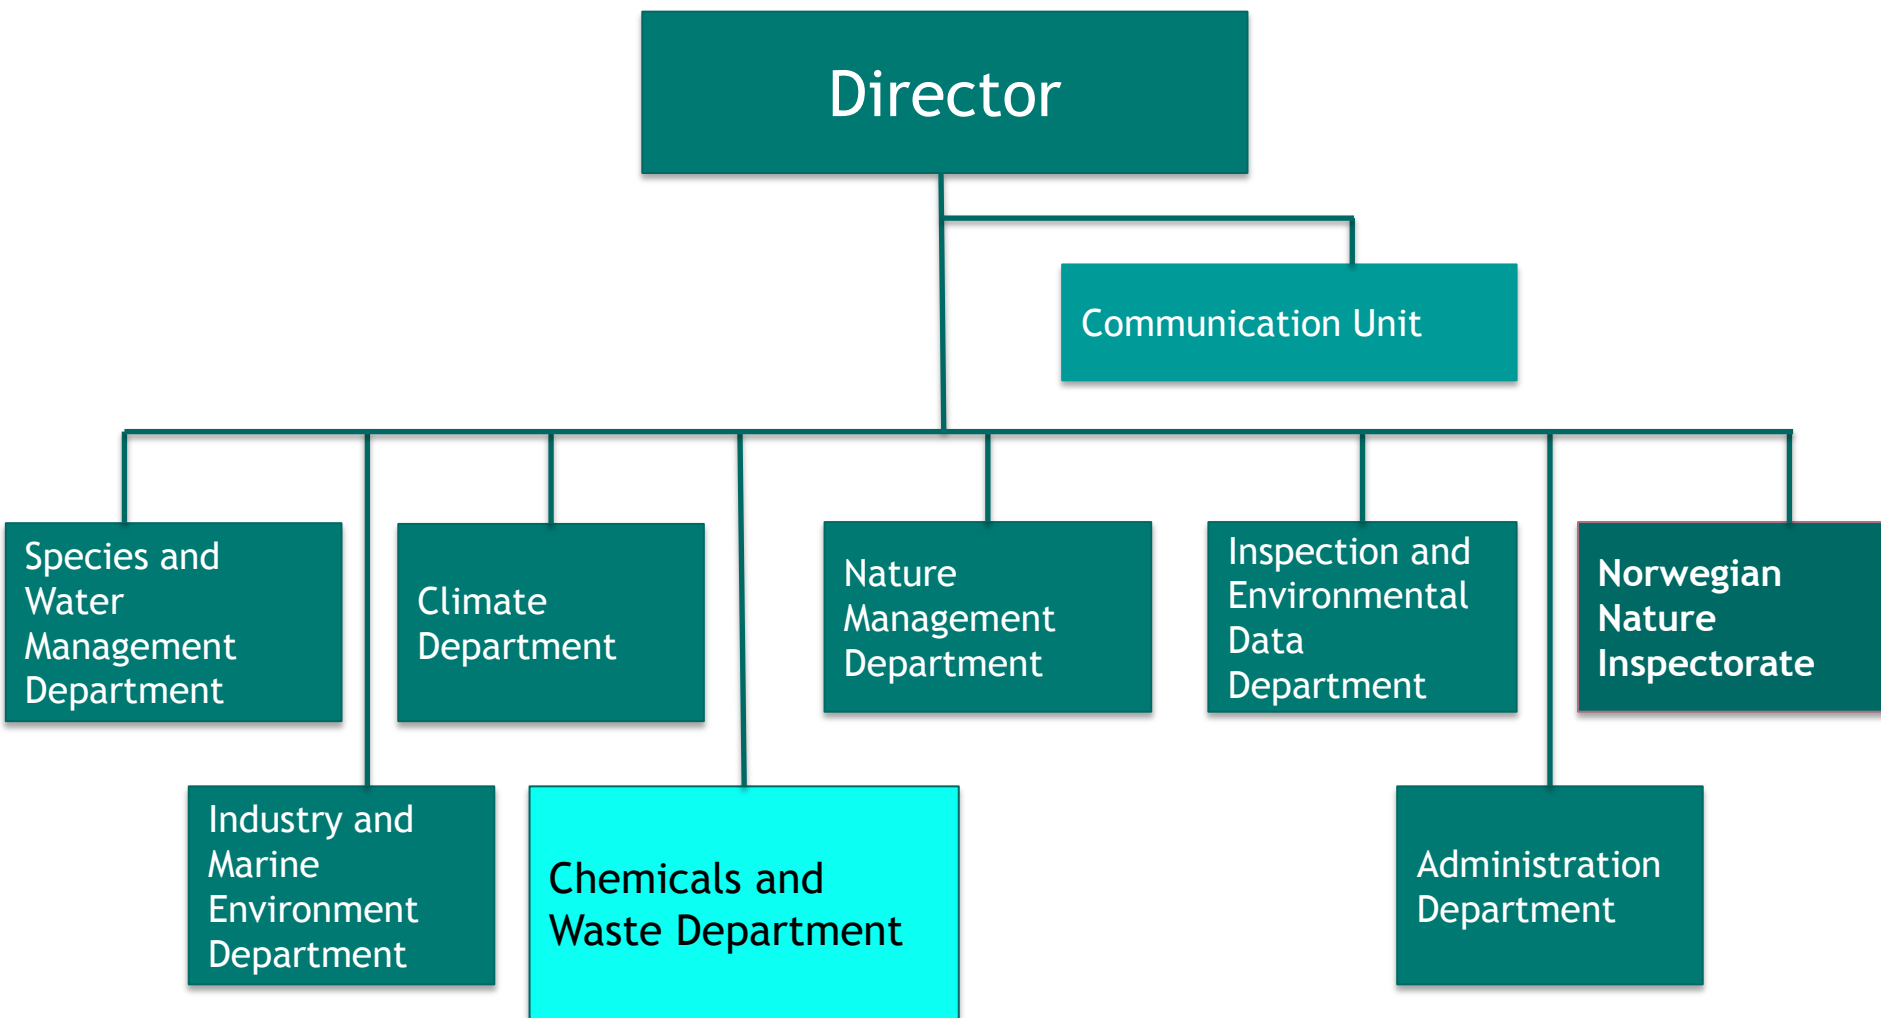 Director
Communication Unit
Species and
Water
Management
Department
Climate
Department
Nature
Management
Department
Inspection and
Environmental
Data
Department
Norwegian
Nature
Inspectorate
Industry and
Marine
Environment
Department
Chemicals and
Waste Department
Administration
Department